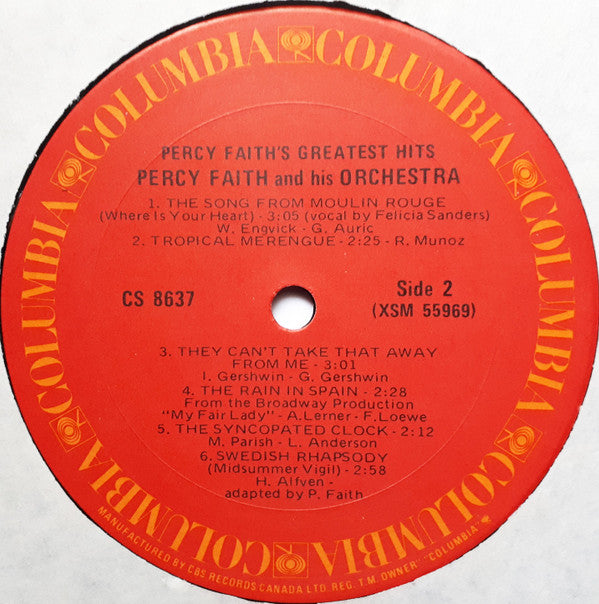 COLUMBIA COLUMBIA COLUMBIA COLUMBIA COLUMBIA COLUMBIA
PERCY FAITH'S GREATEST HITS
PERCY FAITH and his ORCHESTRA
1. THE SONG FROM MOULIN ROUGE
(Where Is Your Heart) - 3:05 (vocal by Felicia Sanders)
W. Engvick - G. Auric
2. TROPICAL MERENGUE - 2:25 - R. Munoz
CS 8637
Side 2
(XSM 55969)
3. THEY CAN'T TAKE THAT AWAY
FROM ME - 3:01
I. Gershwin - G. Gershwin
4. THE RAIN IN SPAIN - 2:28
From the Broadway Production
"My Fair Lady" - A. Lerner - F. Loewe
5. THE SYNCOPATED CLOCK - 2:12
M. Parish - L. Anderson
6. SWEDISH RHAPSODY
(Midsummer Vigil) - 2:58
H. Alfven -
adapted by P. Faith
MANUFACTURED BY CBS RECORDS CANADA LTD. REG. T.M. OWNER "COLUMBIA."